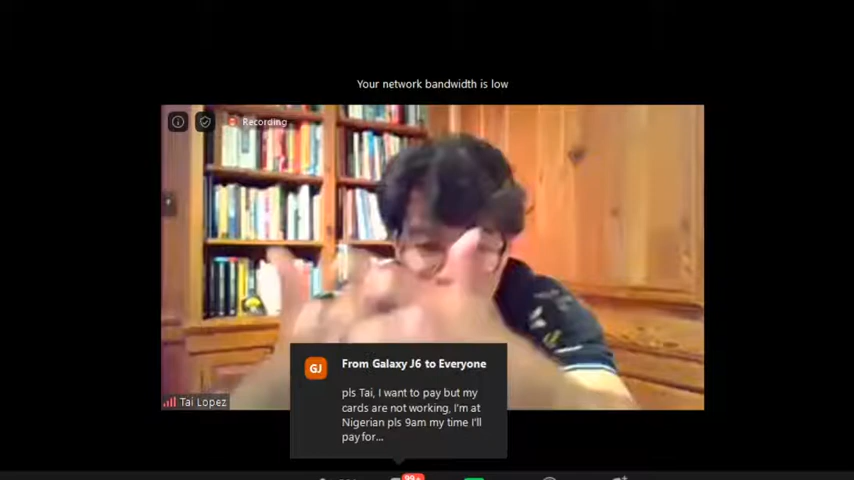 Your network bandwidth is low
Recording
From Galaxy J6 to Everyone
GJ
pls Tai, I want to pay but my
cards are not working, I'm at
Nigerian pls 9am my time I'll
pay for...
Tai Lopez
99+